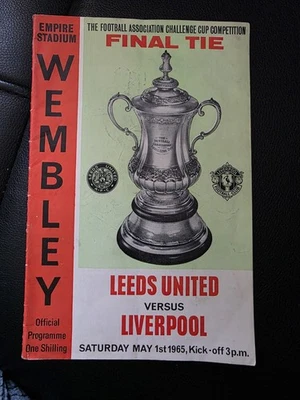 EMPIRE
STADIUM
WEMBLEY
Official
Programme
One Shilling
THE FOOTBALL ASSOCIATION CHALLENGE CUP COMPETITION
FINAL TIE
LEEDS UNITED
VERSUS
LIVERPOOL
SATURDAY MAY 1st 1965, Kick-off 3 p.m.